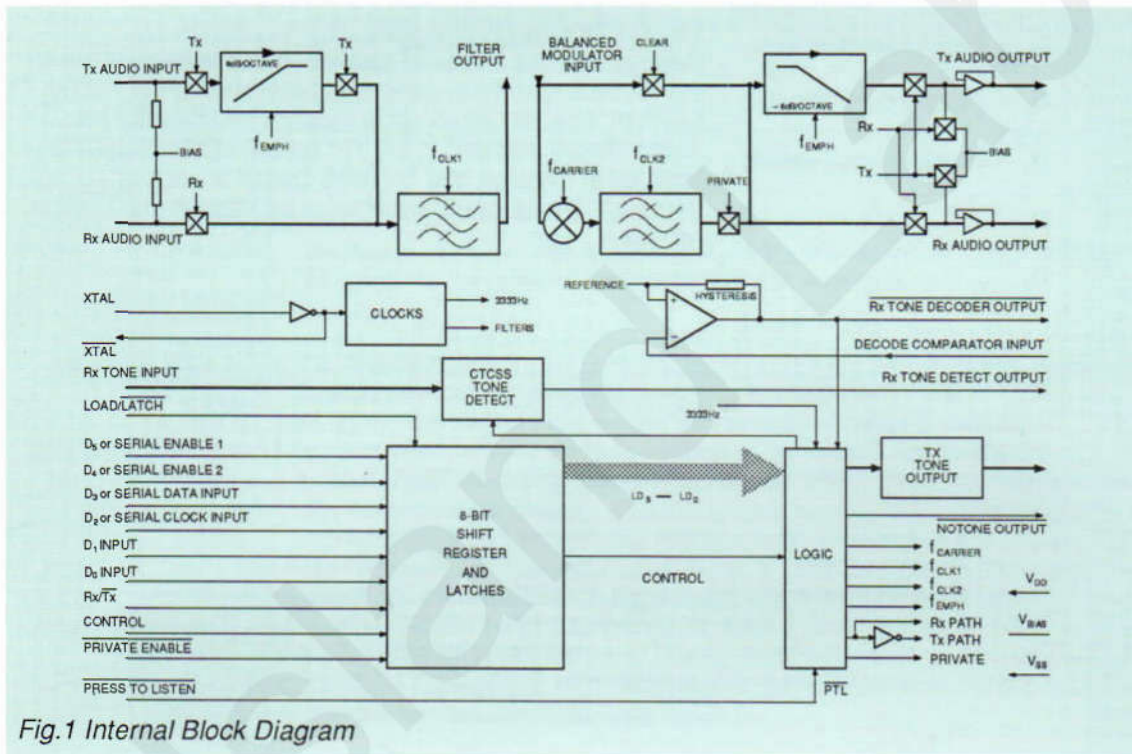 Tx
Tx
FILTER OUTPUT
BALANCED MODULATOR INPUT
CLEAR
Tx AUDIO OUTPUT
Tx AUDIO INPUT
6dB/OCTAVE
- 6dB/OCTAVE
fEMPH
fEMPH
Rx
BIAS
BIAS
Tx
Rx
fCLK1
fCARRIER
fCLK2
PRIVATE
Rx AUDIO INPUT
Rx AUDIO OUTPUT
XTAL
CLOCKS
3333Hz
FILTERS
REFERENCE
HYSTERESIS
+
−
Rx TONE DECODER OUTPUT
DECODE COMPARATOR INPUT
XTAL
Rx TONE INPUT
CTCSS TONE DETECT
Rx TONE DETECT OUTPUT
LOAD/LATCH
3333Hz
D5 or SERIAL ENABLE 1
D4 or SERIAL ENABLE 2
D3 or SERIAL DATA INPUT
D2 or SERIAL CLOCK INPUT
D1 INPUT
D0 INPUT
Rx/Tx
CONTROL
PRIVATE ENABLE
PRESS TO LISTEN
8-BIT
SHIFT
REGISTER
AND
LATCHES
CONTROL
LOGIC
TX TONE OUTPUT
NOTONE OUTPUT
fCARRIER
fCLK1
fCLK2
fEMPH
Rx PATH
Tx PATH
PRIVATE
PTL
VDD
VBIAS
VSS
Fig.1 Internal Block Diagram